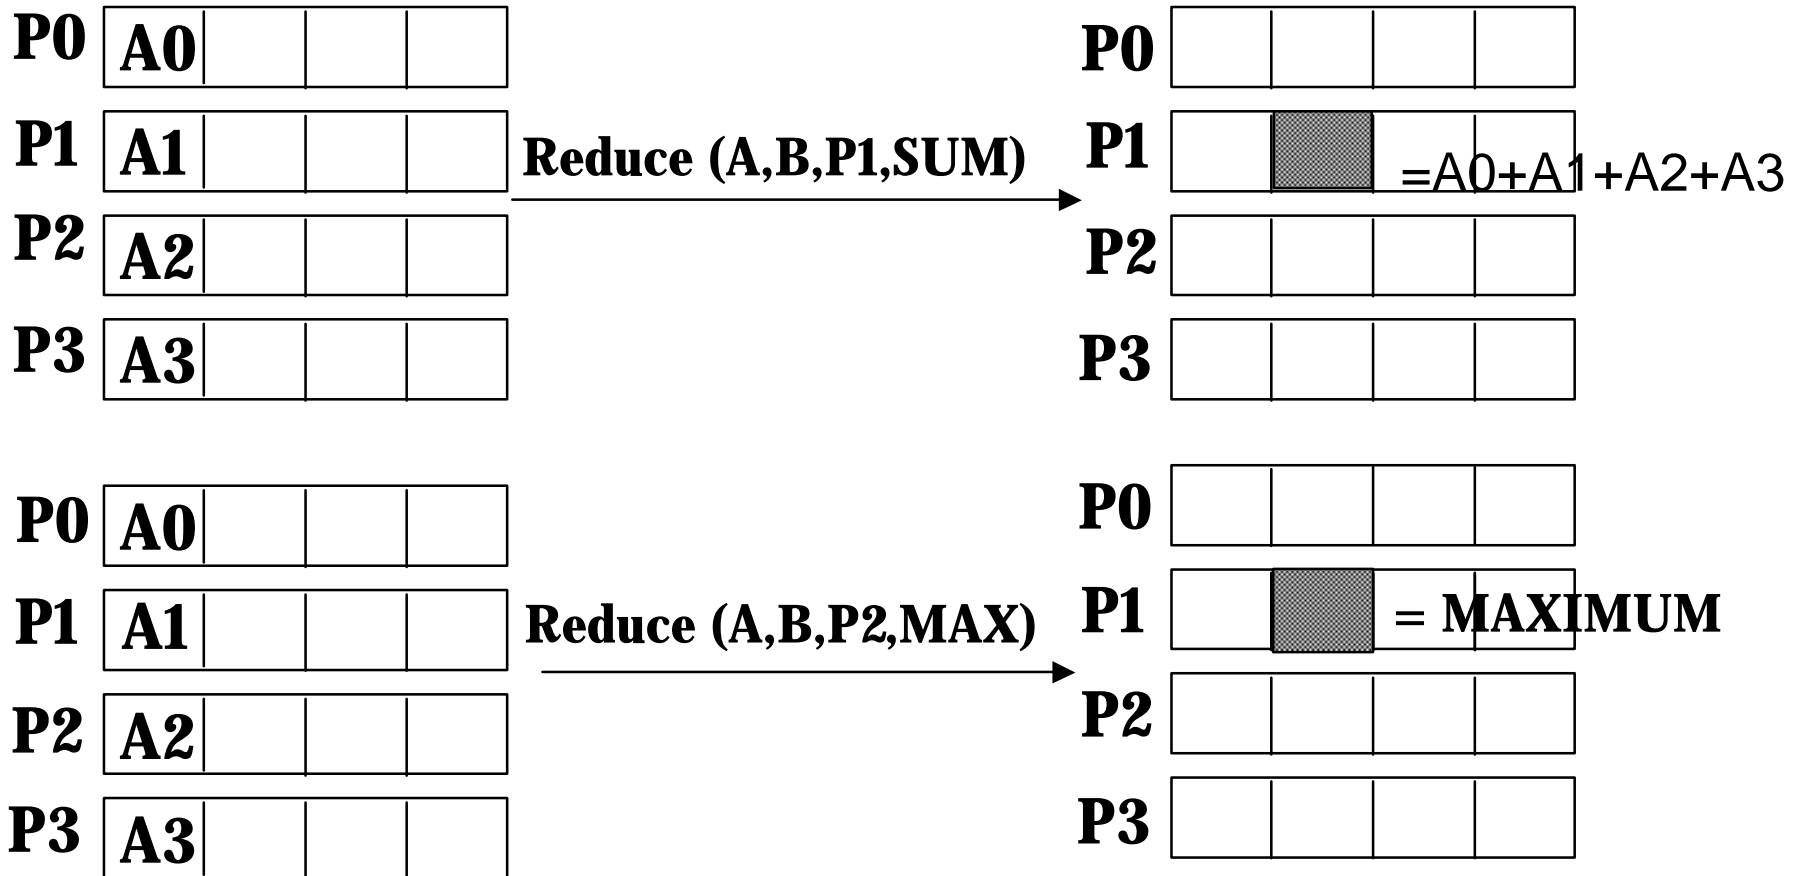 P0 A0 P0
P1 A1 Reduce (A,B,P1,SUM) P1 =A0+A1+A2+A3
P2 A2 P2
P3 A3 P3
P0 A0 P0
P1 A1 Reduce (A,B,P2,MAX) P1 = MAXIMUM
P2 A2 P2
P3 A3 P3